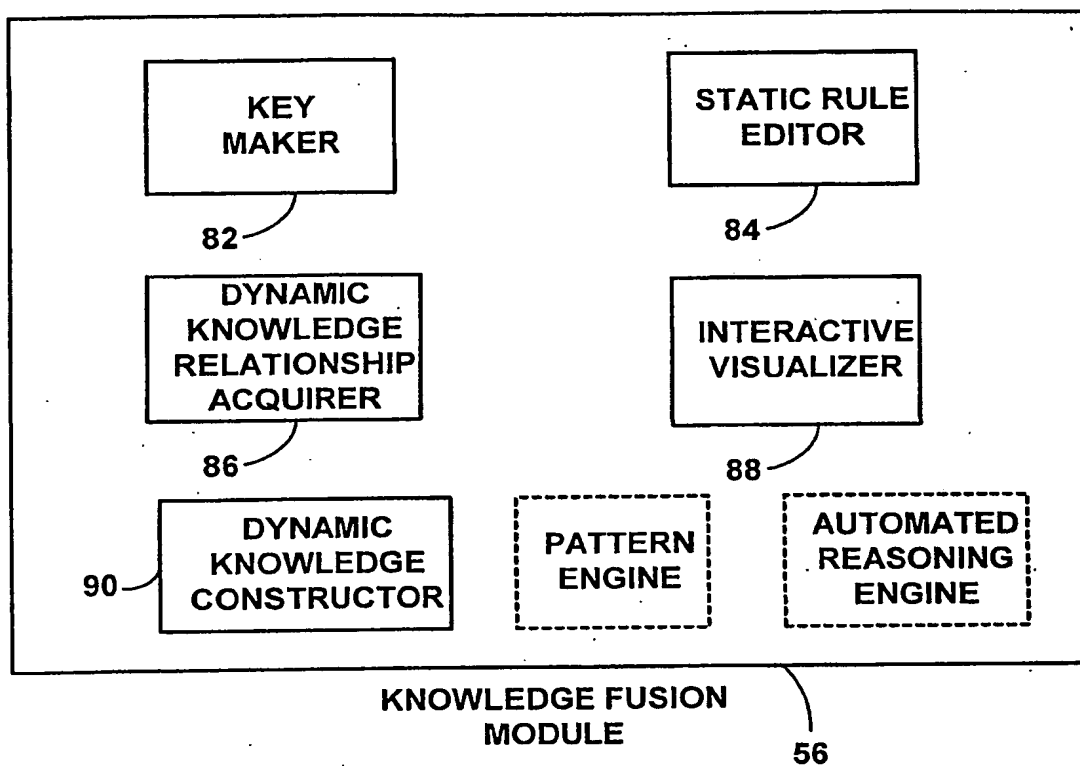 KEY
MAKER
82
STATIC RULE
EDITOR
84
DYNAMIC
KNOWLEDGE
RELATIONSHIP
ACQUIRER
86
INTERACTIVE
VISUALIZER
88
DYNAMIC
KNOWLEDGE
CONSTRUCTOR
90
PATTERN
ENGINE
AUTOMATED
REASONING
ENGINE
KNOWLEDGE FUSION
MODULE
56